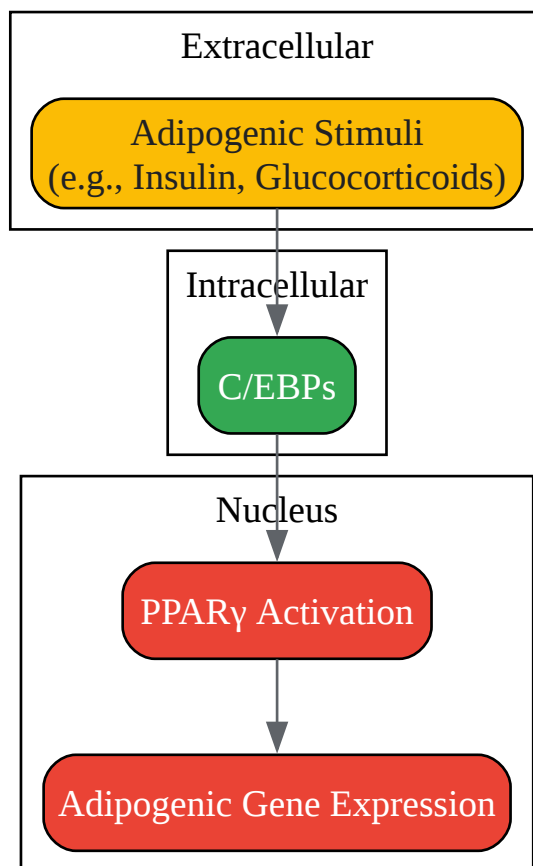 Extracellular
Adipogenic Stimuli
(e.g., Insulin, Glucocorticoids)
Intracellular
C/EBPs
Nucleus
PPARγ Activation
Adipogenic Gene Expression